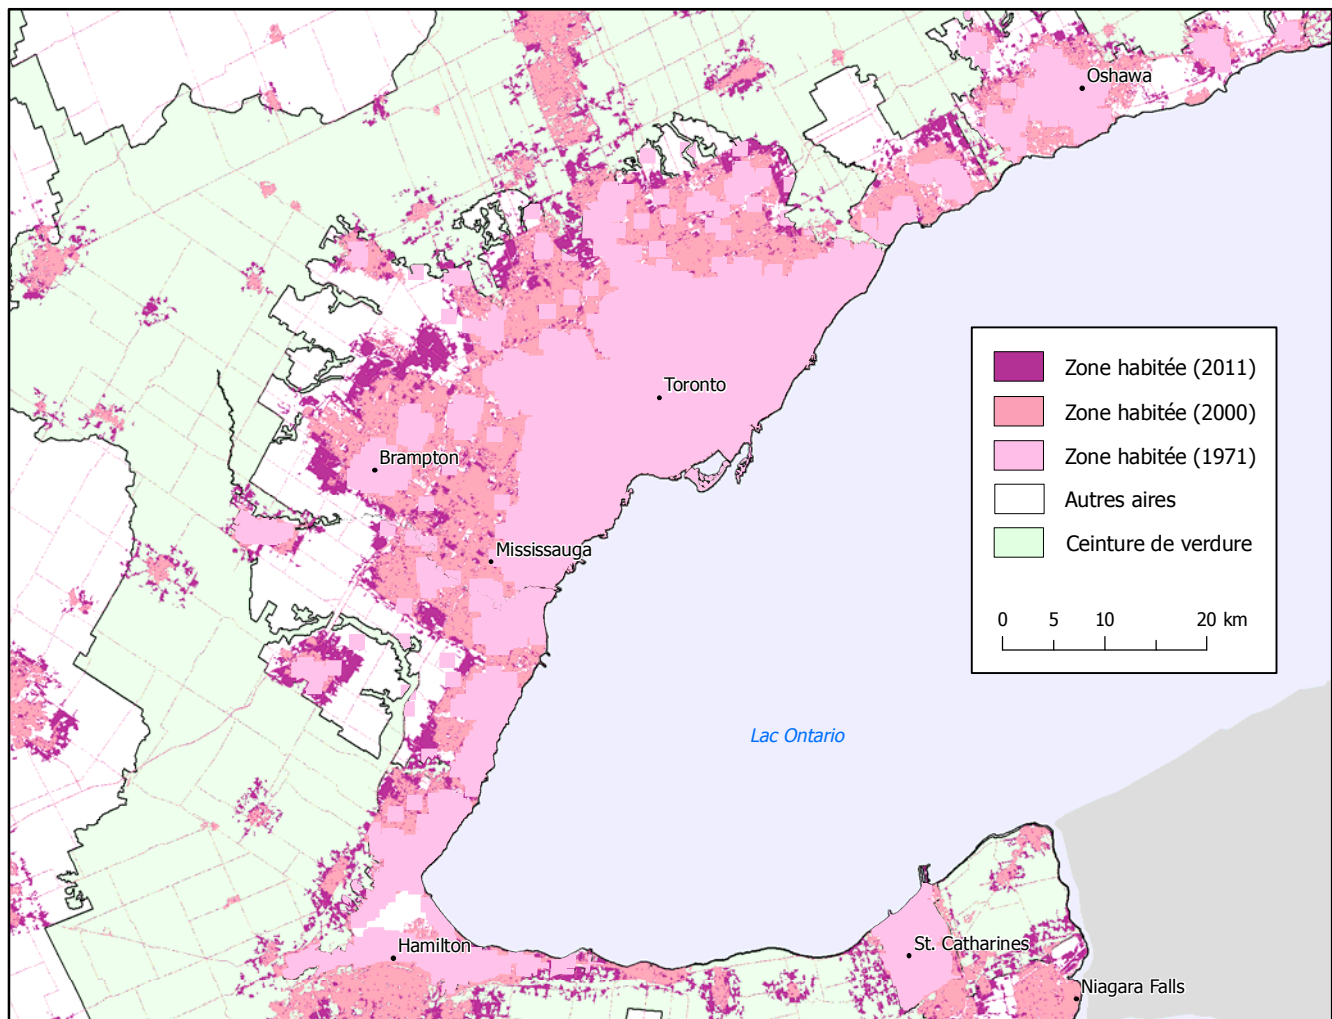 Oshawa
Toronto
Brampton
Mississauga
Zone habitée (2011)
Zone habitée (2000)
Zone habitée (1971)
Autres aires
Ceinture de verdure
0 5 10 20 km
Lac Ontario
Hamilton
St. Catharines
Niagara Falls